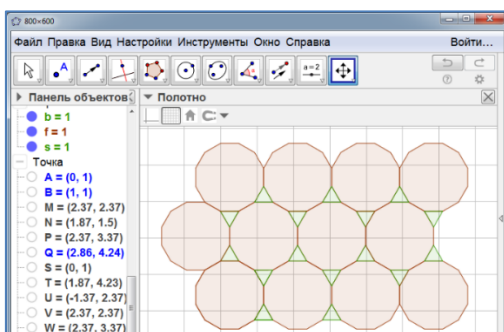 800×600
Файл Правка Вид Настройки Инструменты Окно Справка Войти...
A
a=2
Панель объектов
Полотно
b = 1
f = 1
s = 1
Точка
A = (0, 1)
B = (1, 1)
M = (2.37, 2.37)
N = (1.87, 1.5)
P = (2.37, 3.37)
Q = (2.86, 4.24)
S = (0, 1)
T = (1.87, 4.23)
U = (-1.37, 2.37)
V = (2.37, 2.37)
W = (2.37, 3.37)